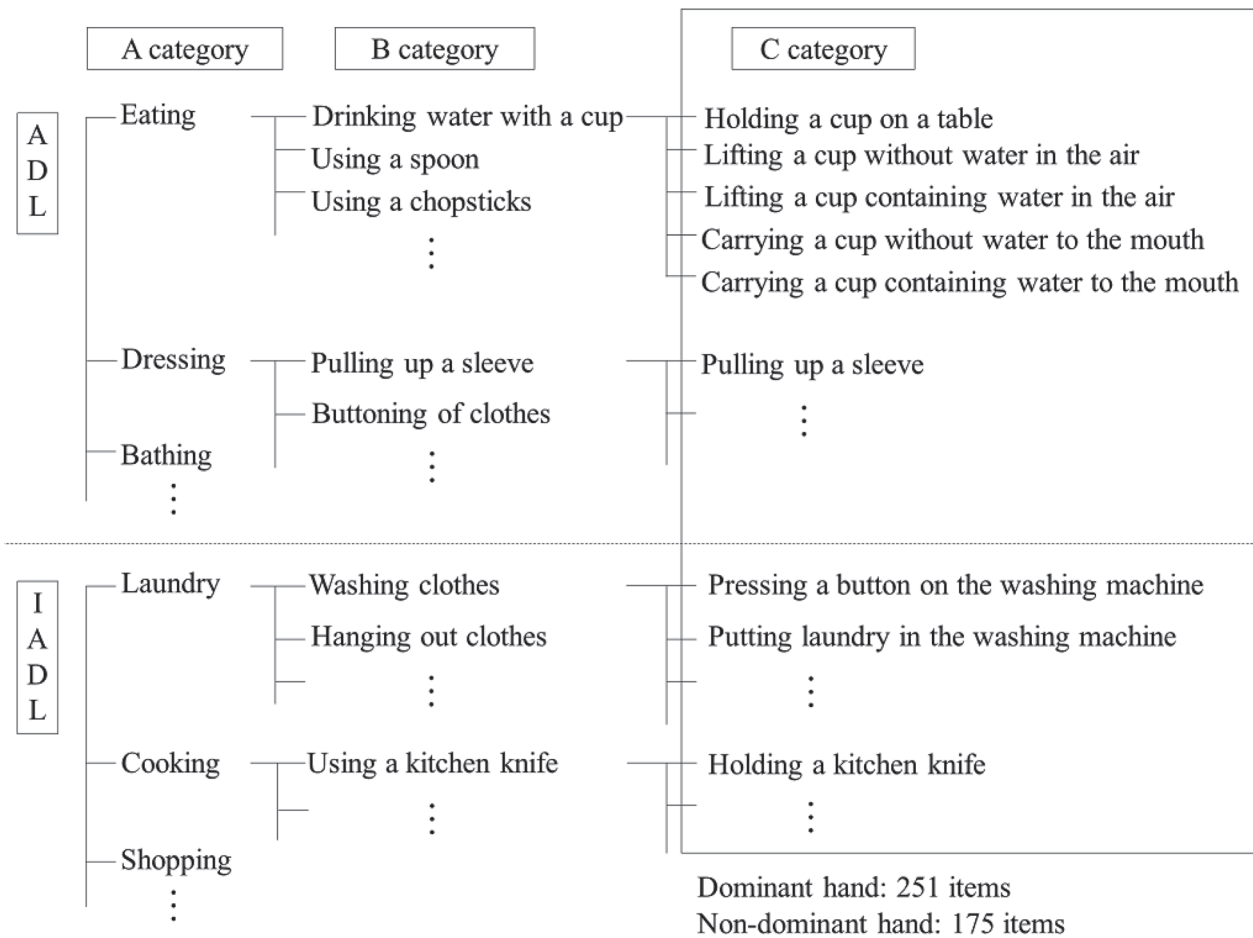 A category B category C category
A
D
L
Eating Drinking water with a cup Holding a cup on a table
Using a spoon Lifting a cup without water in the air
Using a chopsticks Lifting a cup containing water in the air
Carrying a cup without water to the mouth
Carrying a cup containing water to the mouth
Dressing Pulling up a sleeve Pulling up a sleeve
Buttoning of clothes
Bathing
I
A
D
L
Laundry Washing clothes Pressing a button on the washing machine
Hanging out clothes Putting laundry in the washing machine
Cooking Using a kitchen knife Holding a kitchen knife
Shopping
Dominant hand: 251 items
Non-dominant hand: 175 items